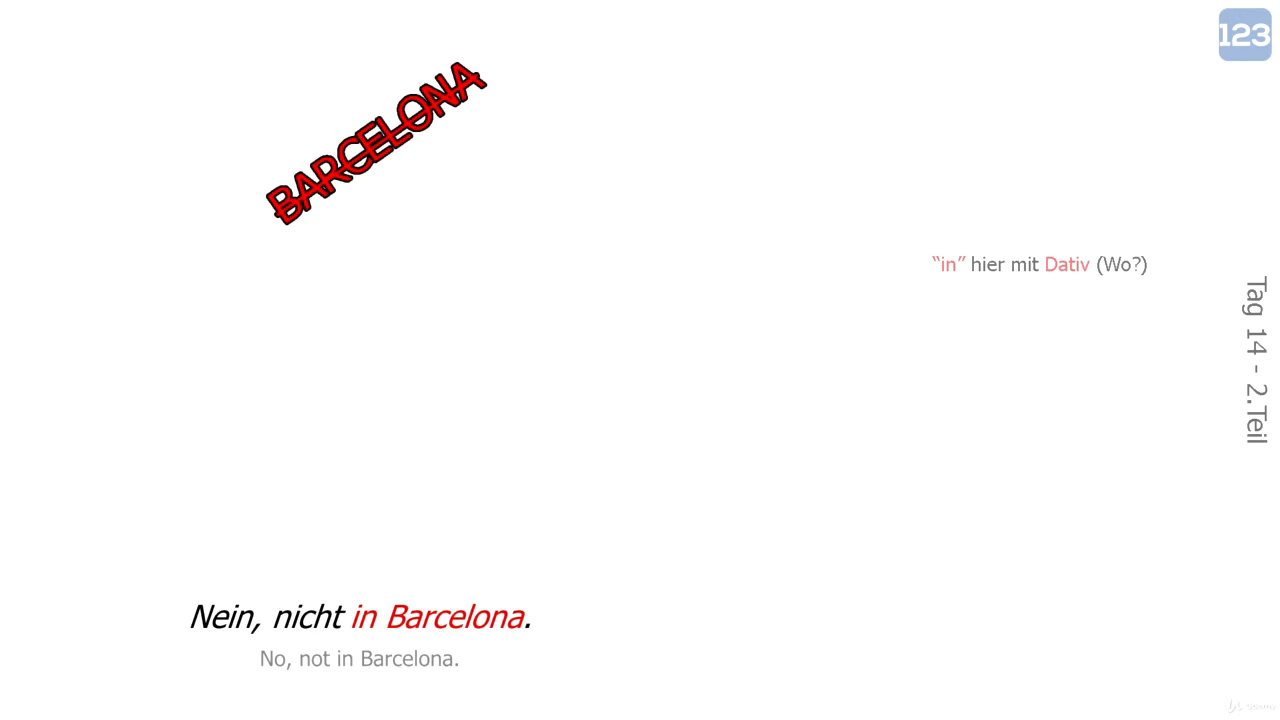 123
BARCELONA
“in” hier mit Dativ (Wo?)
Tag 14 - 2.Teil
Nein, nicht in Barcelona.
No, not in Barcelona.